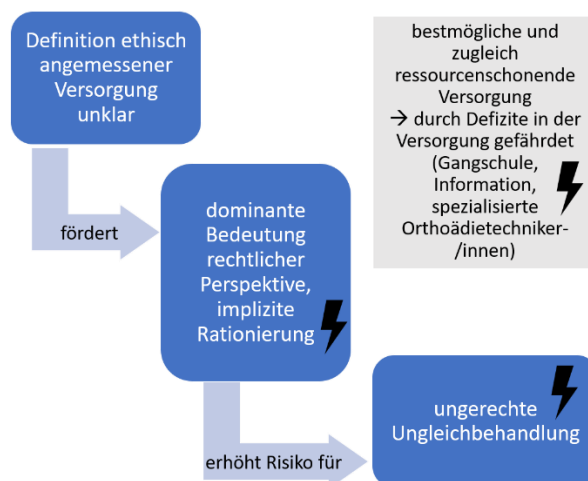 Definition ethisch
angemessener
Versorgung
unklar
fördert
dominante
Bedeutung
rechtlicher
Perspektive,
implizite
Rationierung
erhöht Risiko für
ungerechte
Ungleichbehandlung
bestmögliche und
zugleich
ressourcenschonende
Versorgung
→ durch Defizite in der
Versorgung gefährdet
(Gangschule,
Information,
spezialisierte
Orthoädietechniker-
/innen)